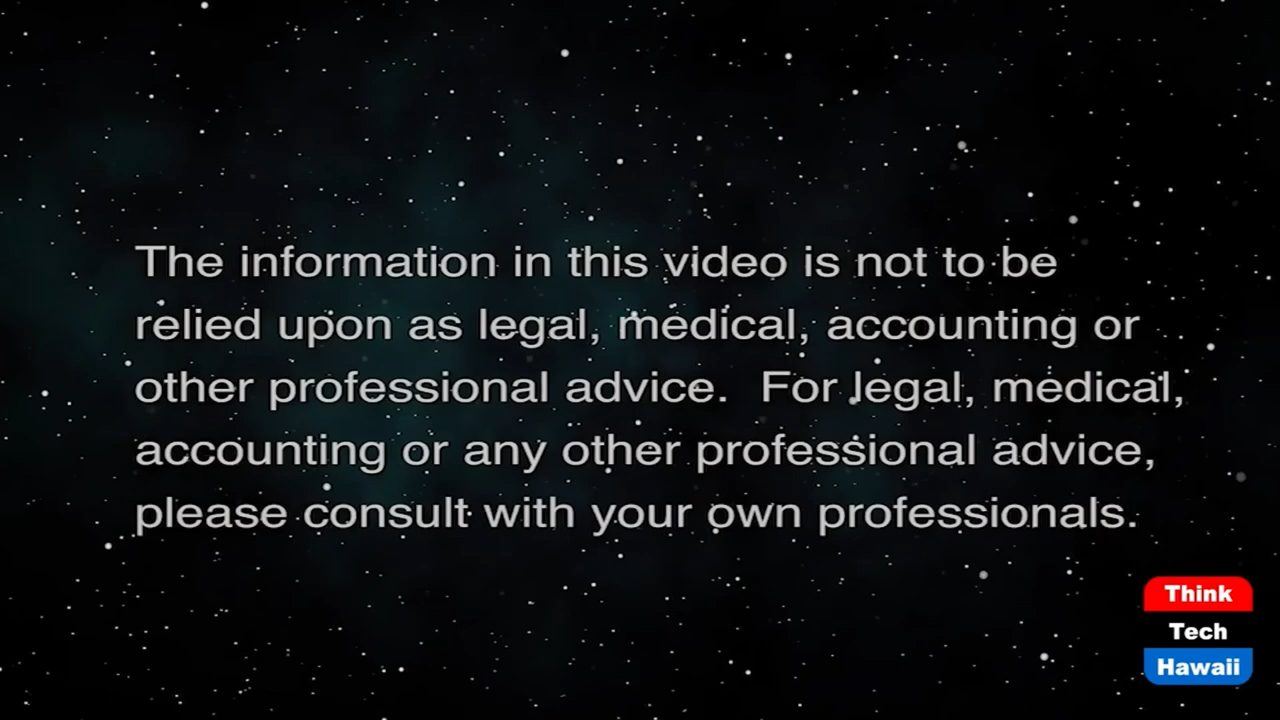 The information in this video is not to be
relied upon as legal, medical, accounting or
other professional advice.  For legal, medical,
accounting or any other professional advice,
please consult with your own professionals.
Think
Tech
Hawaii